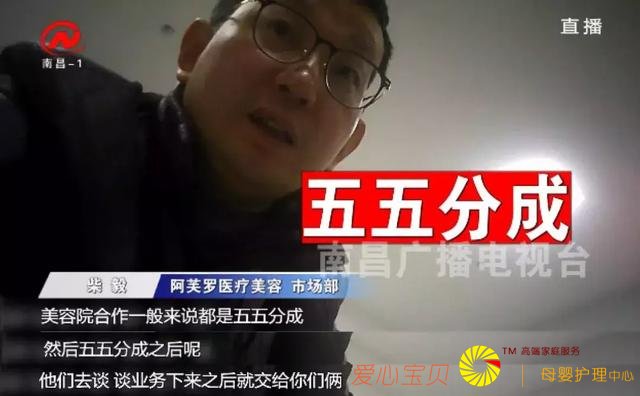 直播
南昌-1
五五分成
南昌广播电视台
柴毅 阿芙罗医疗美容 市场部
美容院合作一般来说都是五五分成
然后五五分成之后呢
他们去谈 谈业务下来之后就交给你们俩
爱心宝贝 TM 高端家庭服务
母婴护理中心